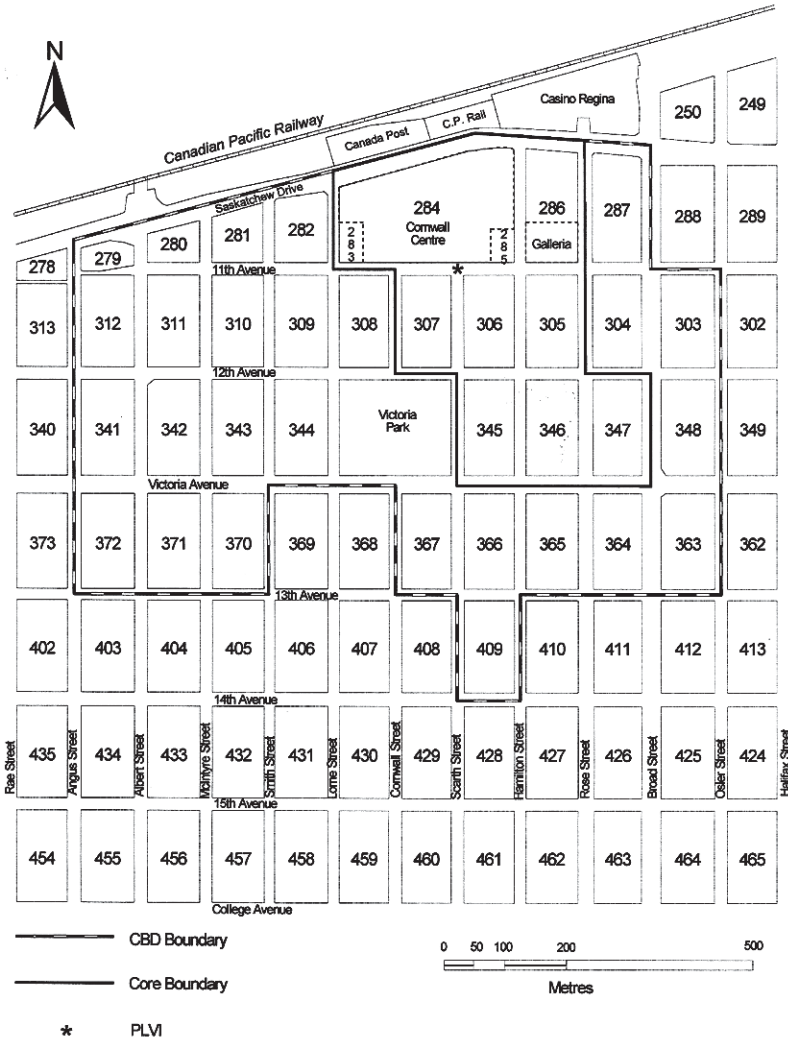 N
Canadian Pacific Railway
Casino Regina
250
249
C.P. Rail
Canada Post
Saskatchew Drive
284
Cornwall
Centre
286
Galleria
287
288
289
278
279
280
281
282
283
285
11th Avenue
*
313
312
311
310
309
308
307
306
305
304
303
302
12th Avenue
340
341
342
343
344
Victoria
Park
345
346
347
348
349
Victoria Avenue
373
372
371
370
369
368
367
366
365
364
363
362
13th Avenue
402
403
404
405
406
407
408
409
410
411
412
413
14th Avenue
Rae Street
435
Angus Street
434
Albert Street
433
McIntyre Street
432
Smith Street
431
Lorne Street
430
Cornwall Street
429
Scarth Street
428
Hamilton Street
427
Rose Street
426
Broad Street
425
Osler Street
424
Halifax Street
15th Avenue
454
455
456
457
458
459
460
461
462
463
464
465
College Avenue
CBD Boundary
Core Boundary
* PLVI
0 50 100 200 500
Metres